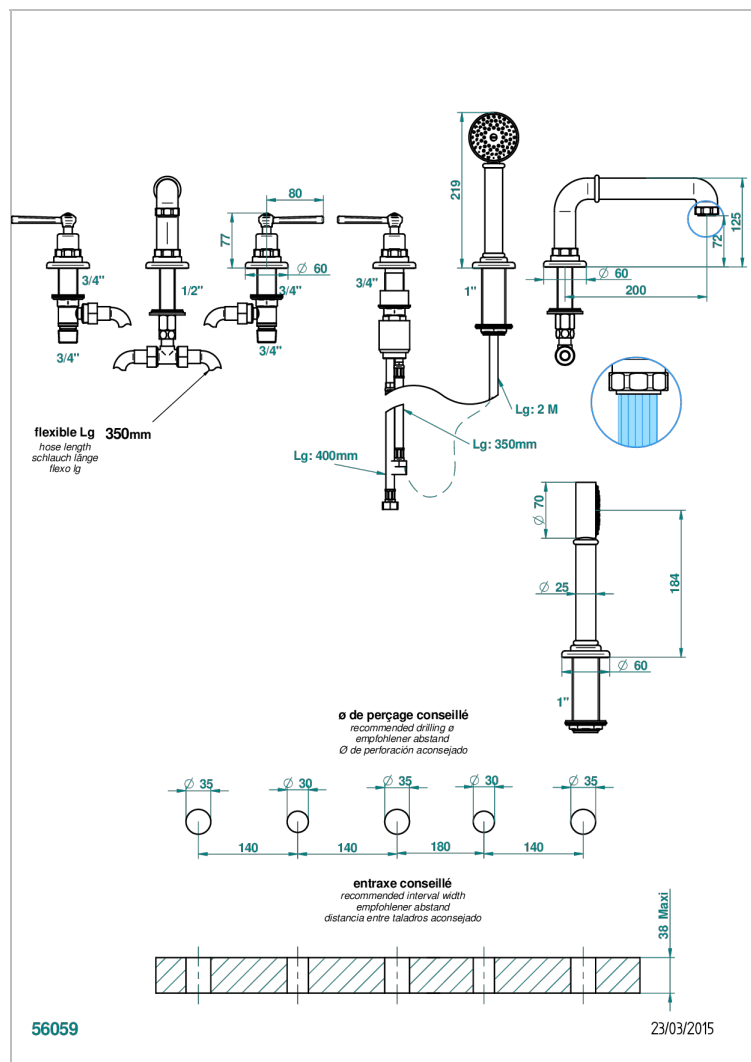 80
77
Ø 60
3/4"
1/2"
3/4"
3/4"
3/4"
3/4"
219
1"
125
72
Ø 60
200
flexible Lg 350mm
hose length
schlauch länge
flexo lg
Lg: 2 M
Lg: 350mm
Lg: 400mm
Ø 70
Ø 25
184
Ø 60
1"
ø de perçage conseillé
recommended drilling ø
empfohlener abstand
Ø de perforación aconsejado
Ø 35 Ø 30 Ø 35 Ø 30 Ø 35
140 140 180 140
entraxe conseillé
recommended interval width
empfohlener abstand
distancia entre taladros aconsejado
38 Maxi
56059
23/03/2015